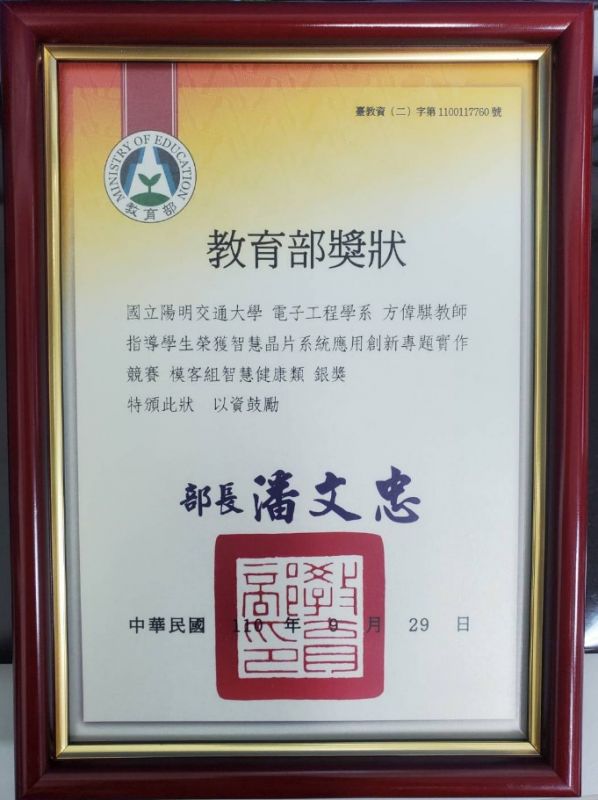 臺教資（二）字第1100117760號
MINISTRY OF EDUCATION
教育部
教育部獎狀
國立陽明交通大學 電子工程學系 方偉騏教師
指導學生榮獲智慧晶片系統應用創新專題實作
競賽 模客組智慧健康類 銀獎
特頒此狀 以資鼓勵
部長 潘文忠
中華民國 110 年 9 月 29 日
教育部印